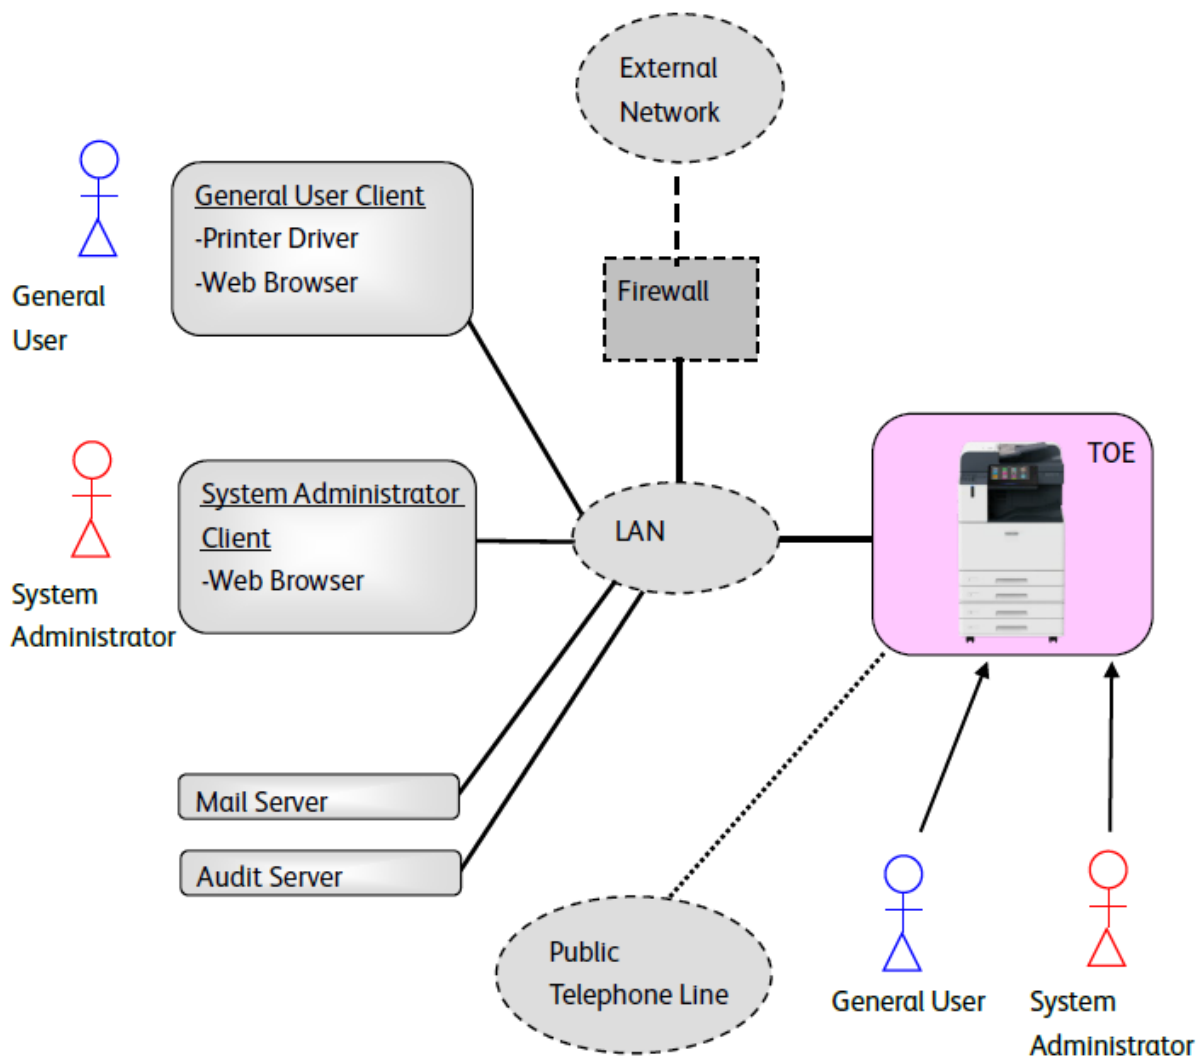 External
Network
General User Client
-Printer Driver
-Web Browser
General
User
Firewall
TOE
System Administrator
Client
-Web Browser
LAN
System
Administrator
Mail Server
Audit Server
Public
Telephone Line
General User
System
Administrator